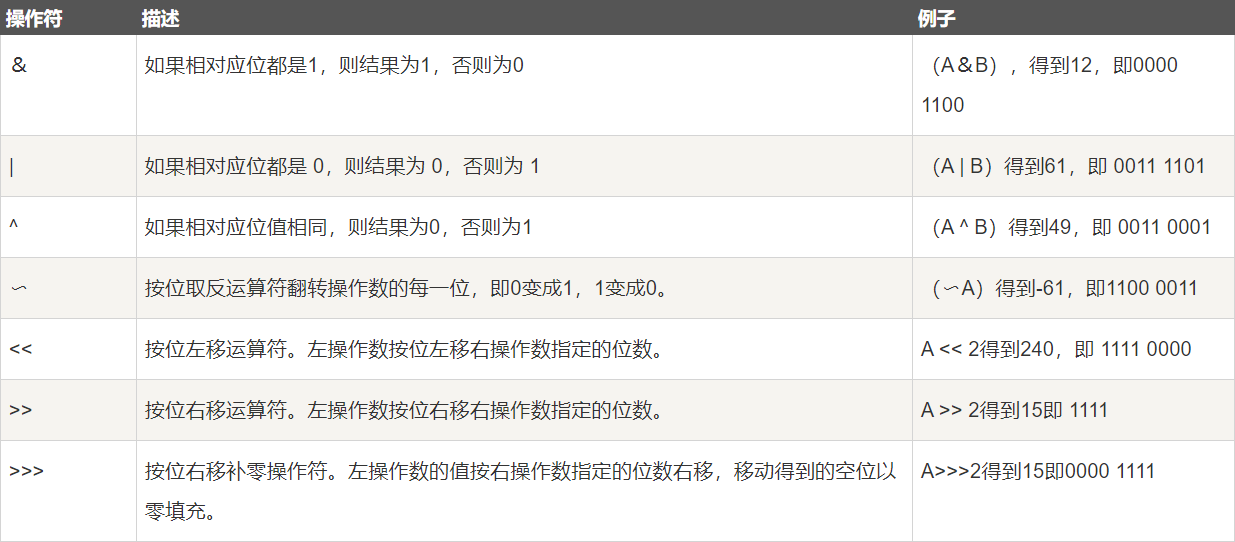 操作符 描述 例子
& 如果相对应位都是1，则结果为1，否则为0 （A＆B），得到12，即0000
1100
| 如果相对应位都是 0，则结果为 0，否则为 1 （A | B）得到61，即 0011 1101
^ 如果相对应位值相同，则结果为0，否则为1 （A ^ B）得到49，即 0011 0001
〜 按位取反运算符翻转操作数的每一位，即0变成1，1变成0。 （〜A）得到-61，即1100 0011
<< 按位左移运算符。左操作数按位左移右操作数指定的位数。 A << 2得到240，即 1111 0000
>> 按位右移运算符。左操作数按位右移右操作数指定的位数。 A >> 2得到15即 1111
>>> 按位右移补零操作符。左操作数的值按右操作数指定的位数右移，移动得到的空位以 A>>>2得到15即0000 1111
零填充。